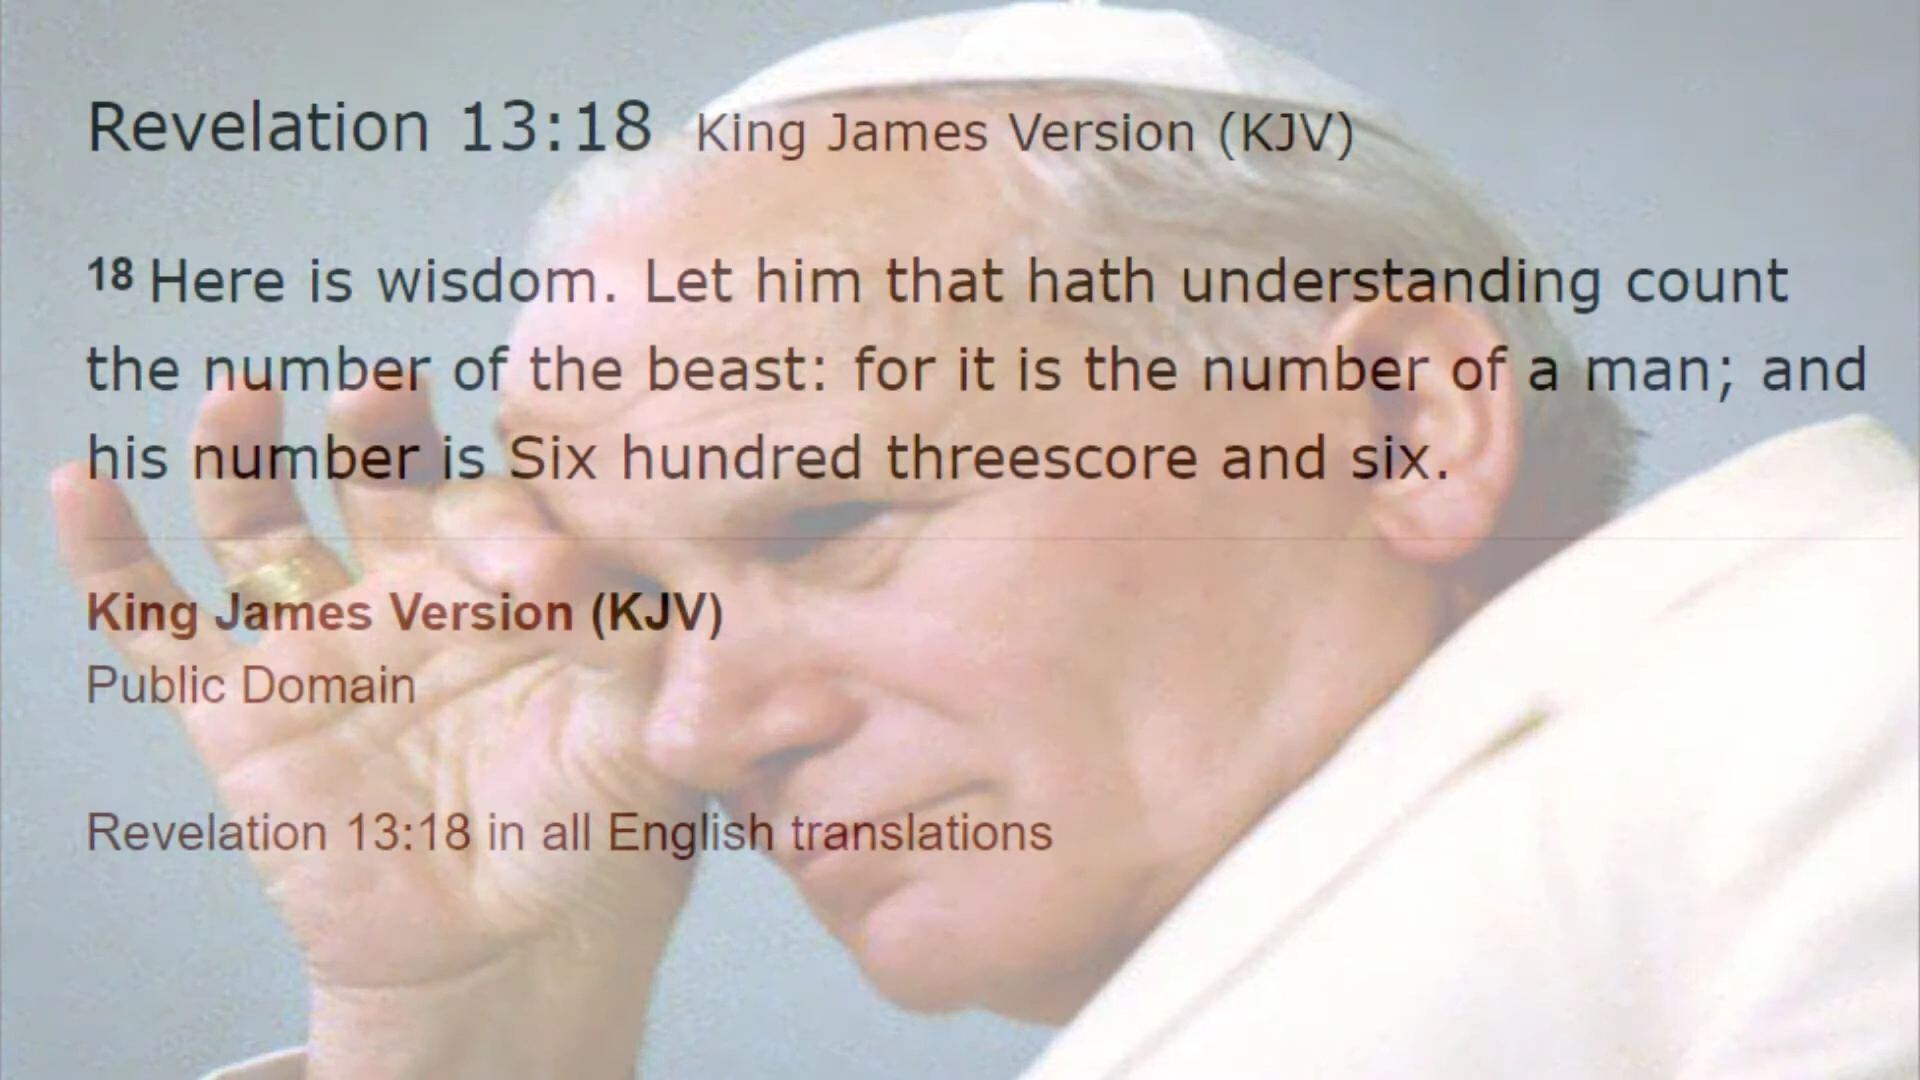 Revelation 13:18 King James Version (KJV)
18 Here is wisdom. Let him that hath understanding count
the number of the beast: for it is the number of a man; and
his number is Six hundred threescore and six.
King James Version (KJV)
Public Domain
Revelation 13:18 in all English translations